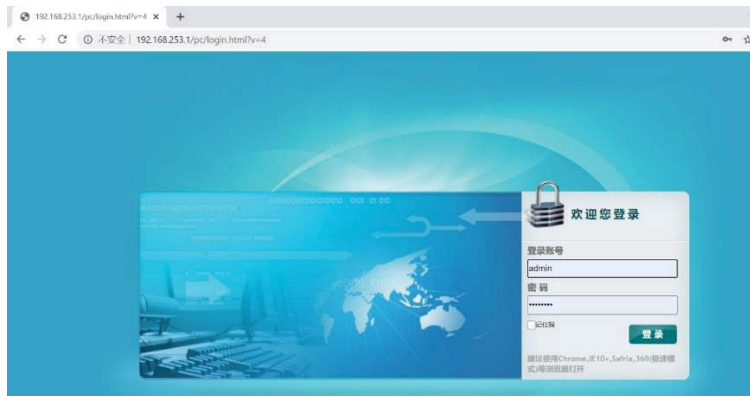 192.168.253.1/pc/login.html?v=4
不安全 | 192.168.253.1/pc/login.html?v=4
欢迎您登录
登录账号
admin
密 码
记住我
登 录
建议使用Chrome,IE10+,Safria,360(极速模
式)等浏览器打开